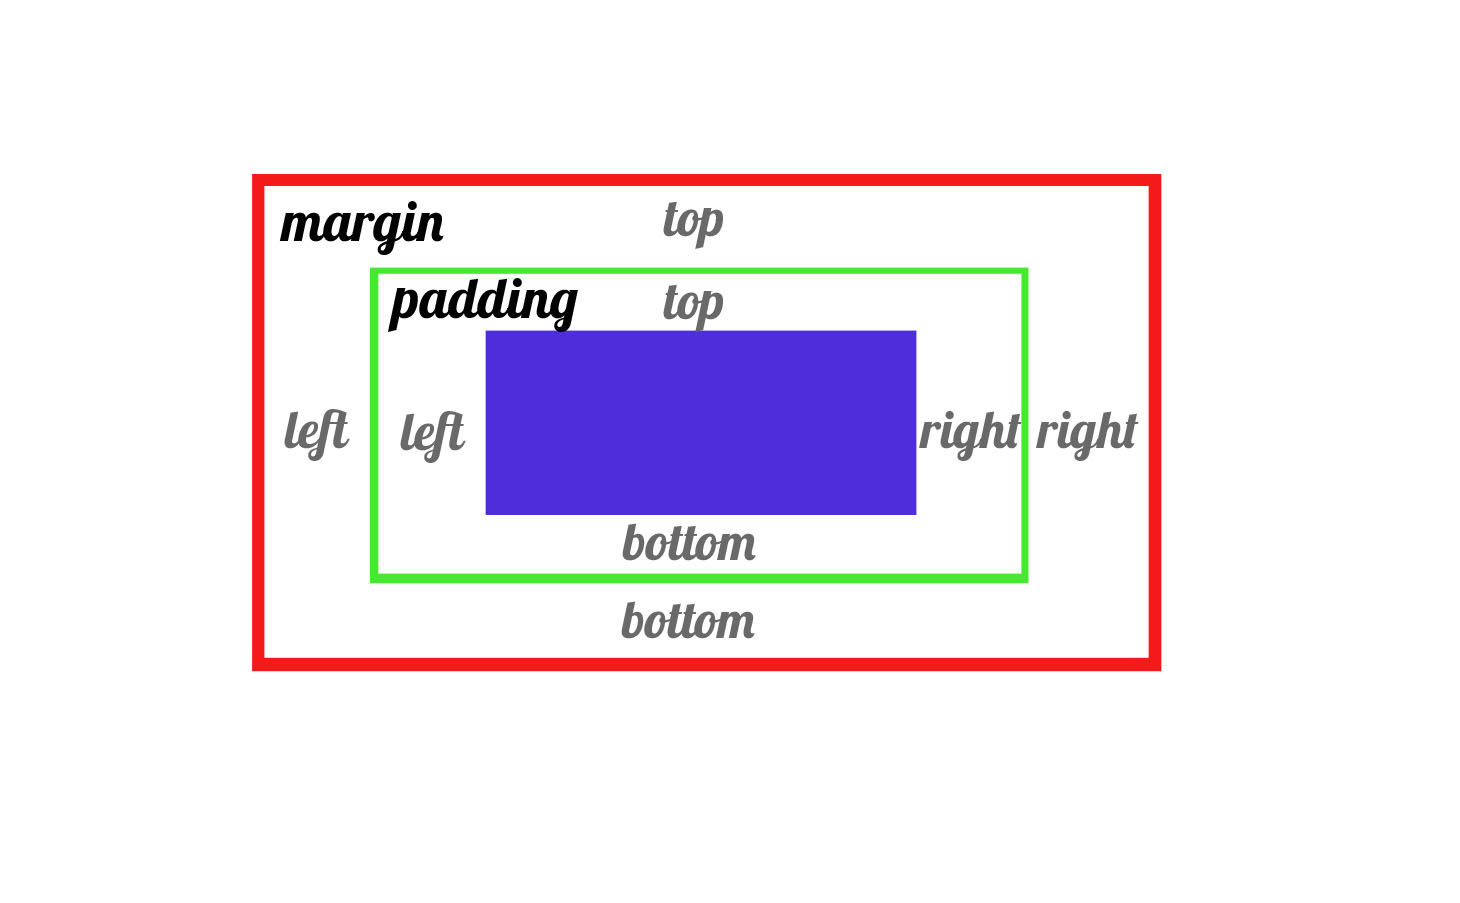 margin
top
padding
top
left
left
right
right
bottom
bottom